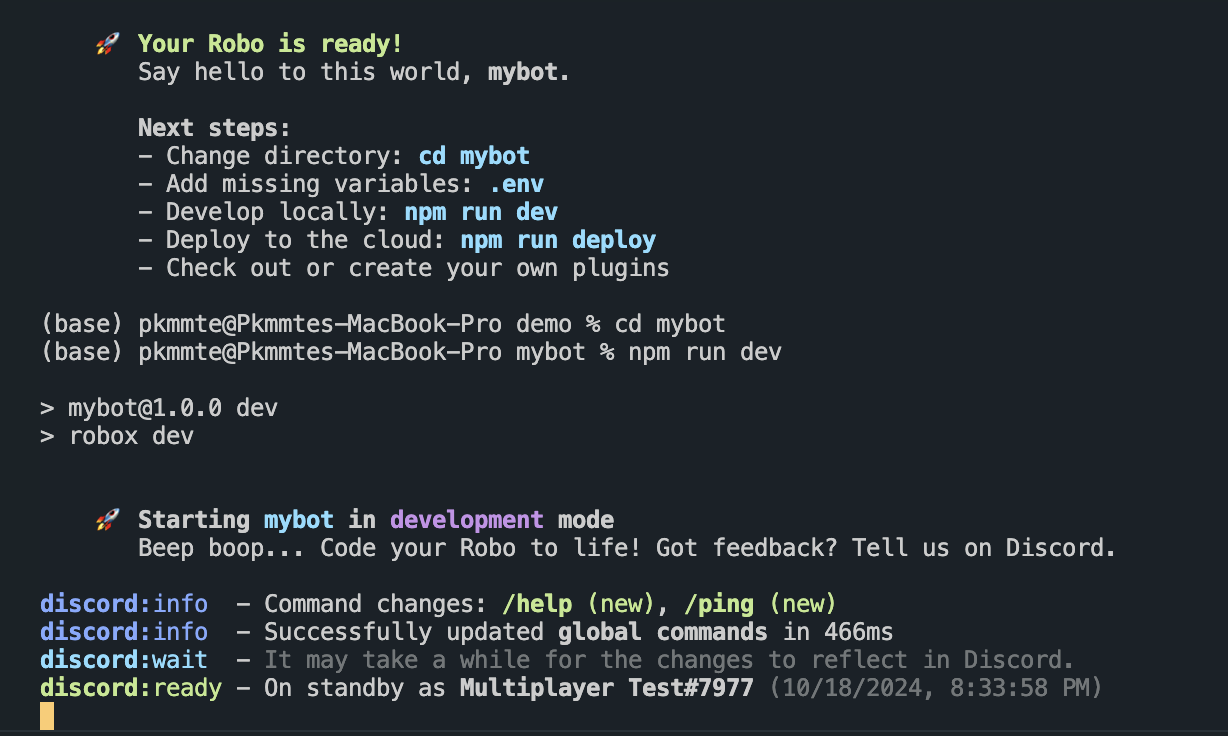 🚀 Your Robo is ready!
Say hello to this world, mybot.
Next steps:
– Change directory: cd mybot
– Add missing variables: .env
– Develop locally: npm run dev
– Deploy to the cloud: npm run deploy
– Check out or create your own plugins
(base) pkmmte@Pkmmtes-MacBook-Pro demo % cd mybot
(base) pkmmte@Pkmmtes-MacBook-Pro mybot % npm run dev
> mybot@1.0.0 dev
> robox dev
🚀 Starting mybot in development mode
Beep boop... Code your Robo to life! Got feedback? Tell us on Discord.
discord:info – Command changes: /help (new), /ping (new)
discord:info – Successfully updated global commands in 466ms
discord:wait – It may take a while for the changes to reflect in Discord.
discord:ready – On standby as Multiplayer Test#7977 (10/18/2024, 8:33:58 PM)